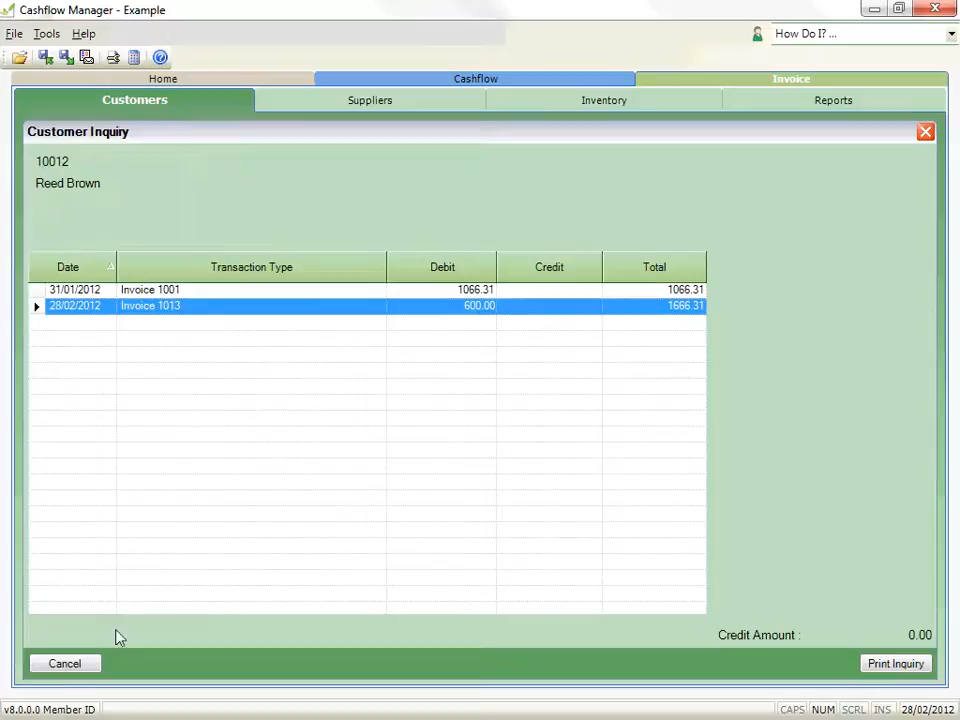 Cashflow Manager - Example
File Tools Help
How Do I? ...
Home Cashflow Invoice
Customers Suppliers Inventory Reports
Customer Inquiry
10012
Reed Brown
Date Transaction Type Debit Credit Total
31/01/2012 Invoice 1001 1066.31 1066.31
28/02/2012 Invoice 1013 600.00 1666.31
Credit Amount : 0.00
Cancel Print Inquiry
v8.0.0.0 Member ID CAPS NUM SCRL INS 28/02/2012